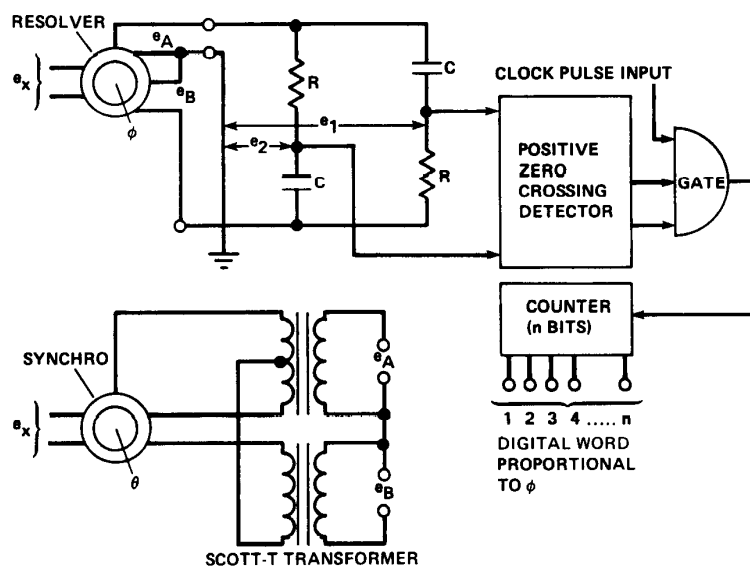 RESOLVER
eA
eB
ex
φ
R
C
e1
e2
C
R
CLOCK PULSE INPUT
POSITIVE
ZERO
CROSSING
DETECTOR
GATE
COUNTER
(n BITS)
1 2 3 4 ..... n
DIGITAL WORD
PROPORTIONAL
TO φ
SYNCHRO
ex
θ
eA
eB
SCOTT-T TRANSFORMER